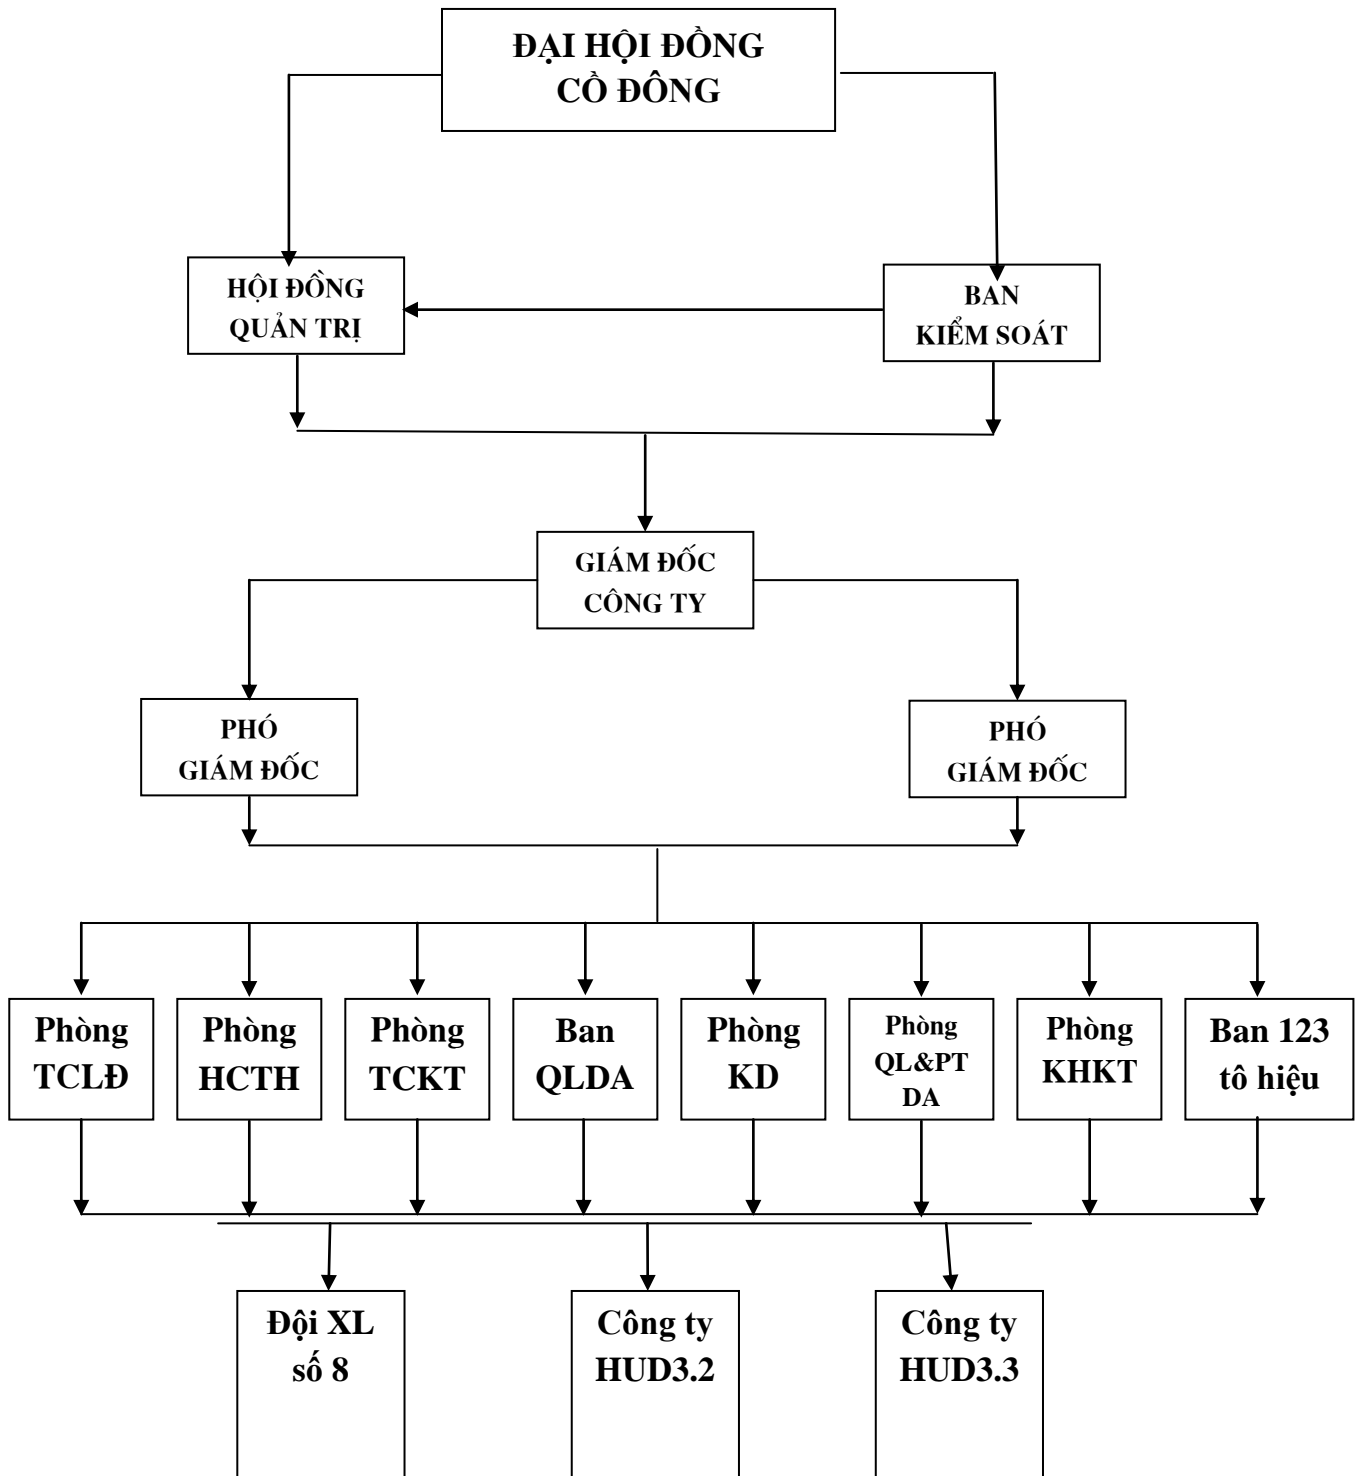 ĐẠI HỘI ĐỒNG
CỒ ĐÔNG
HỘI ĐỒNG
QUẢN TRỊ
BAN
KIỂM SOÁT
GIÁM ĐỐC
CÔNG TY
PHÓ
GIÁM ĐỐC
PHÓ
GIÁM ĐỐC
Phòng
TCLĐ
Phòng
HCTH
Phòng
TCKT
Ban
QLDA
Phòng
KD
Phòng
QL&PT
DA
Phòng
KHKT
Ban 123
tô hiệu
Đội XL
số 8
Công ty
HUD3.2
Công ty
HUD3.3